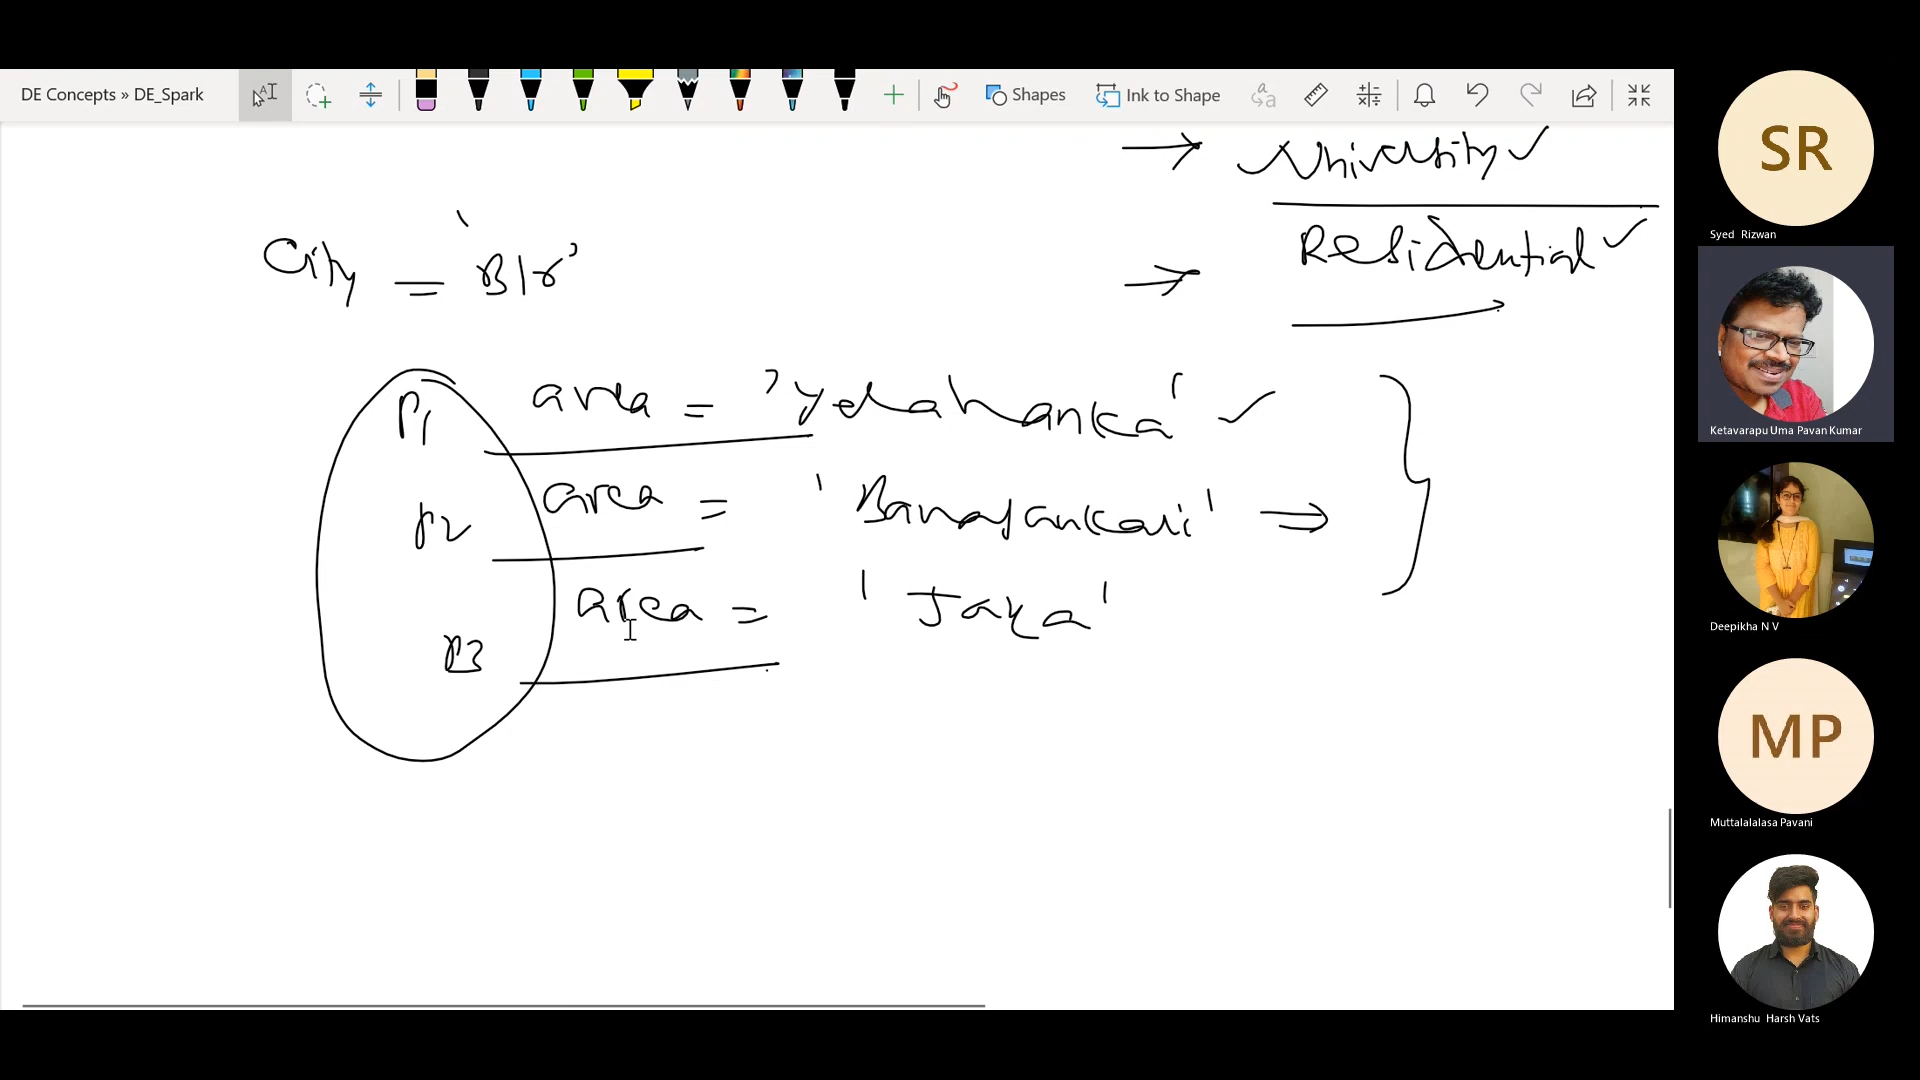 DE Concepts » DE_Spark
Shapes
Ink to Shape
→ University ✓
City = 'Blr'
→ Residential ✓
P1 area = 'Yelahanka' ✓
P2 area = 'Banasankari' ⇒
P3 area = 'Jaya'
SR
Syed Rizwan
Ketavarapu Uma Pavan Kumar
Deepikha N V
MP
Muttalalalasa Pavani
Himanshu Harsh Vats